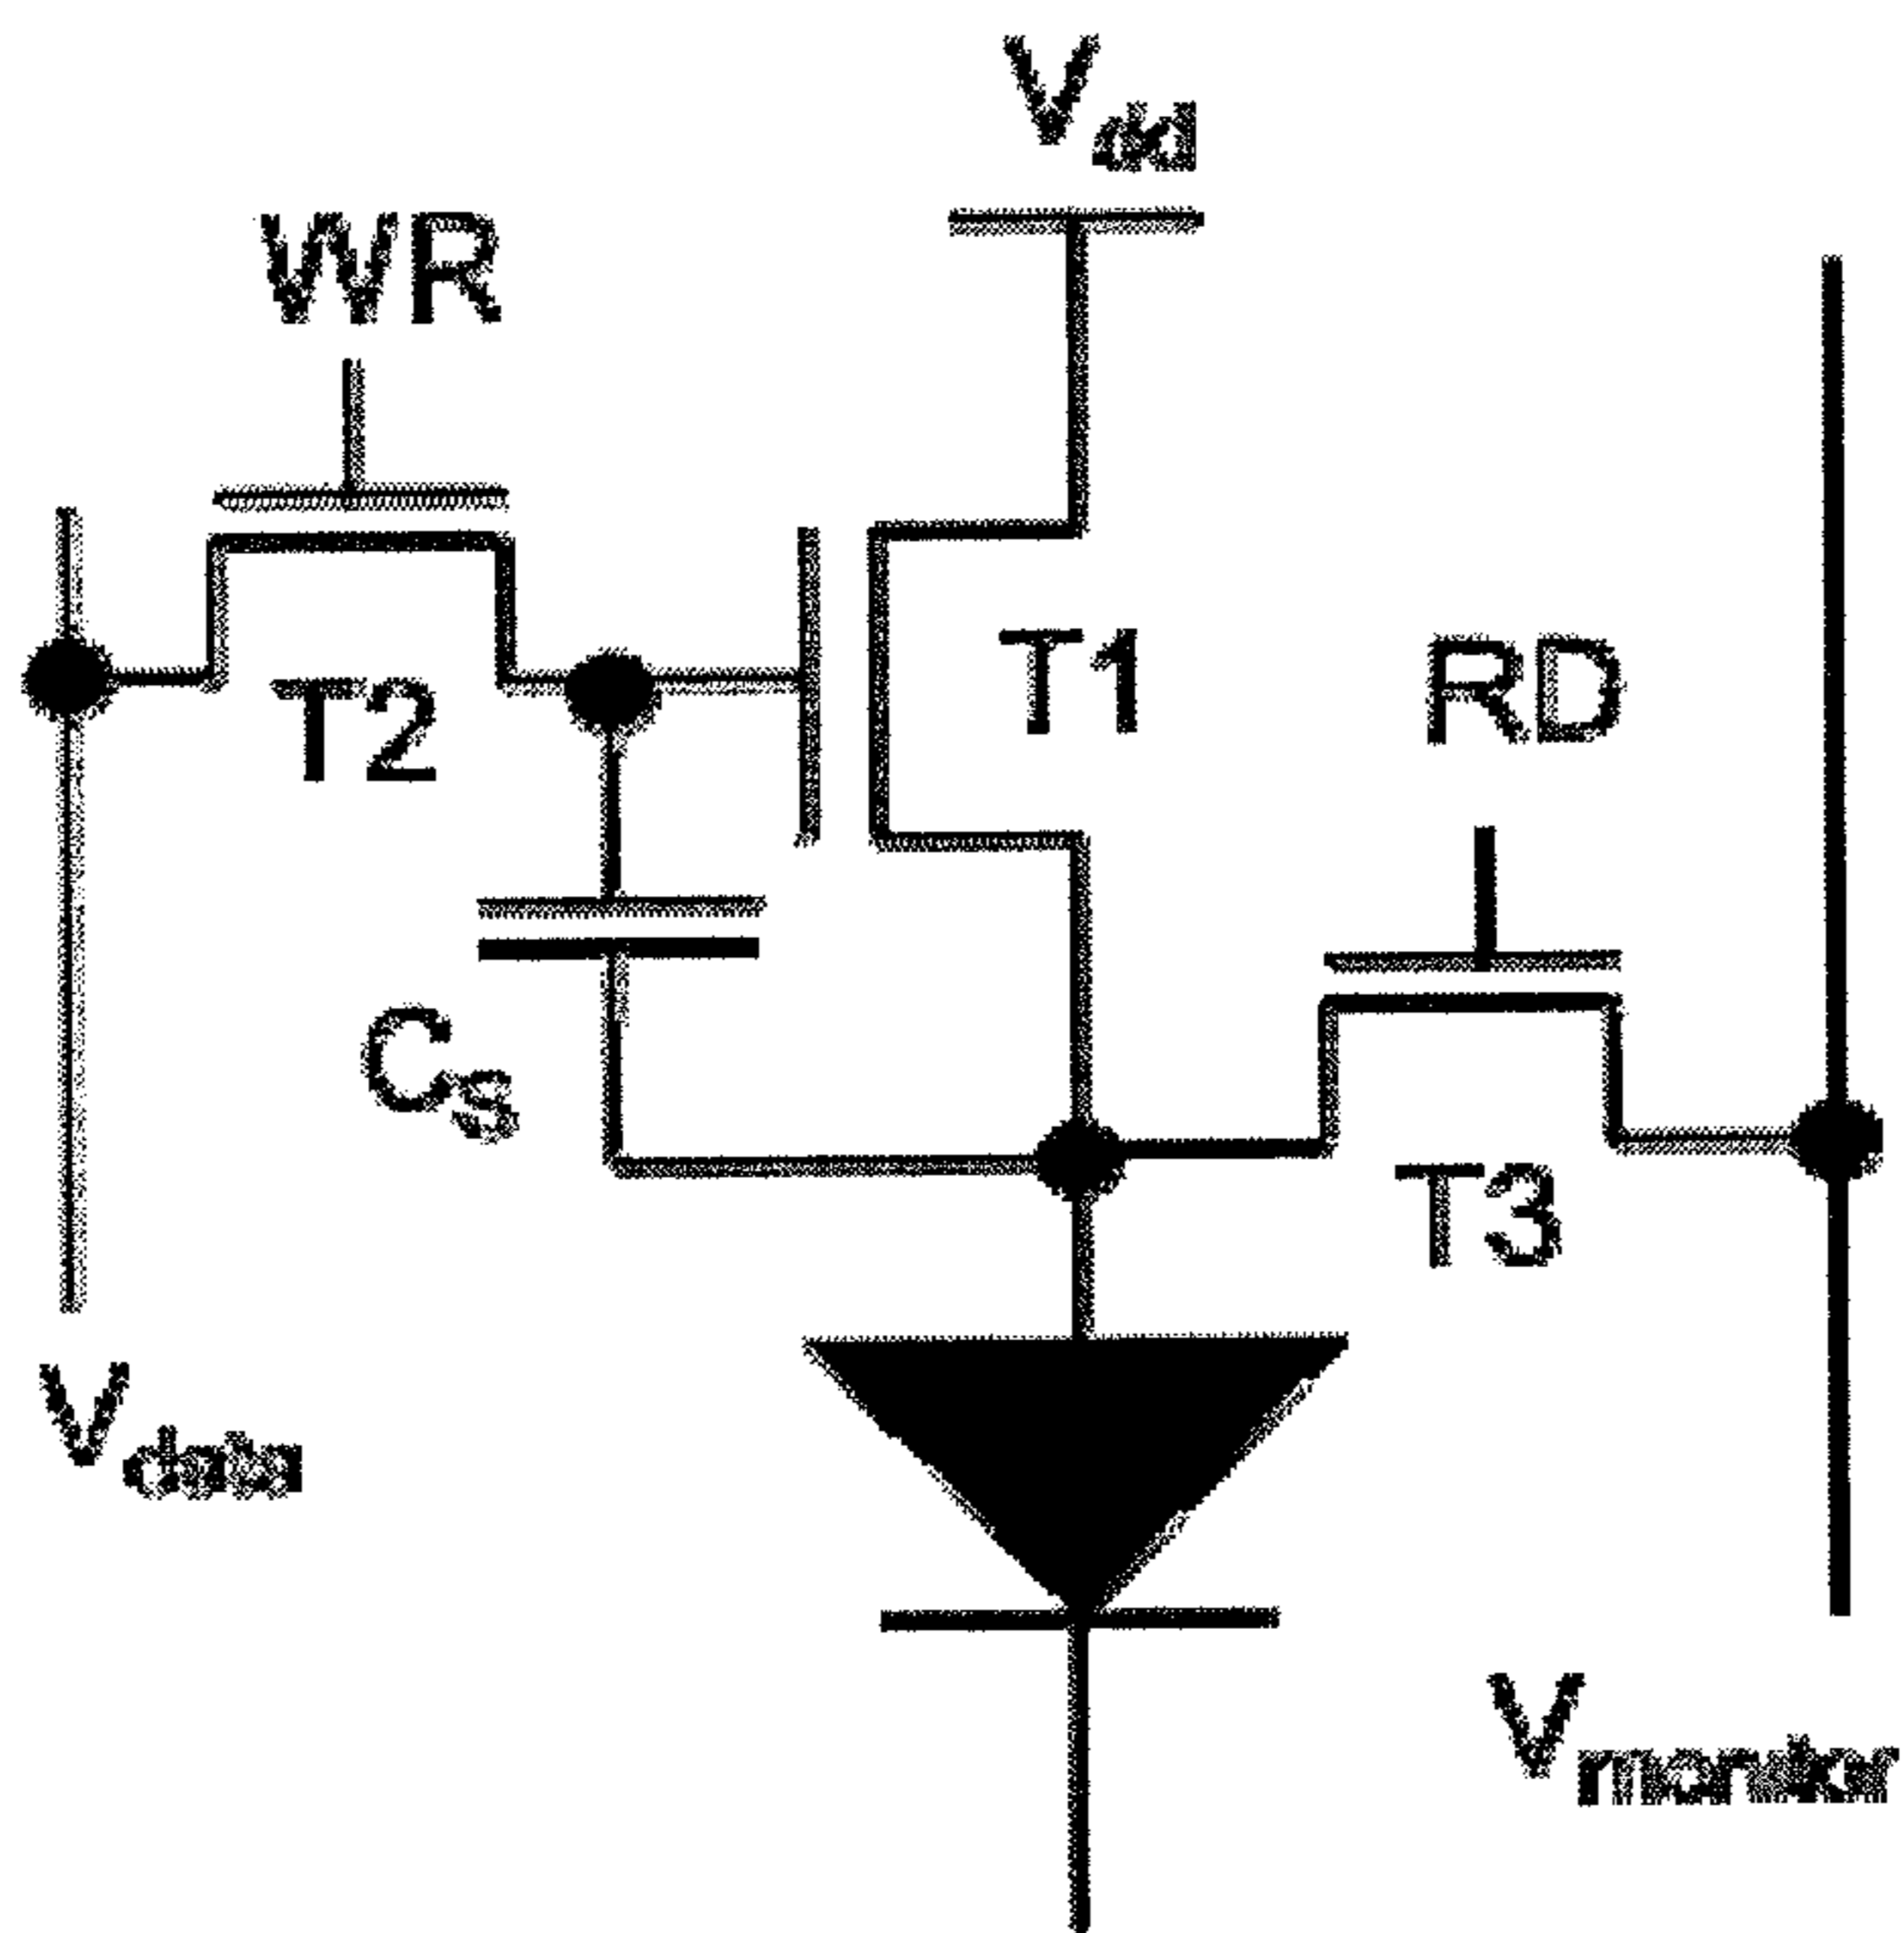 Vdd
WR
T1
RD
T2
Cs
T3
Vdata
Vmonitor